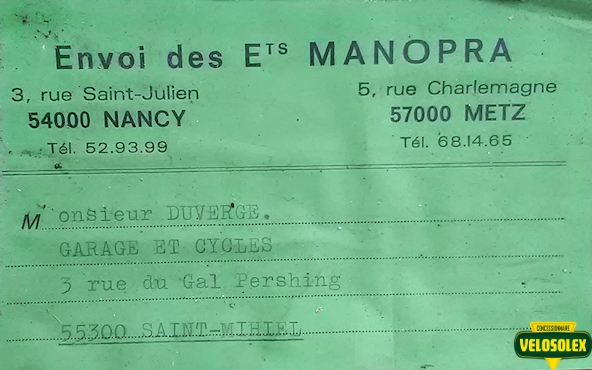 Envoi des Ets MANOPRA
3, rue Saint-Julien
54000 NANCY
Tél. 52.93.99
5, rue Charlemagne
57000 METZ
Tél. 68.14.65
Monsieur DUVERGE.
GARAGE ET CYCLES
3 rue du Gal Pershing
55300 SAINT-MIHIEL
CONCESSIONNAIRE
VELOSOLEX